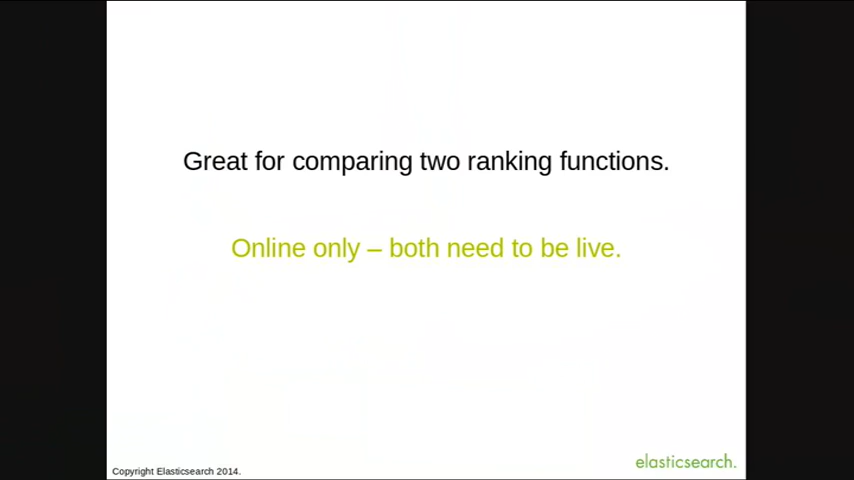 Great for comparing two ranking functions.
Online only – both need to be live.
Copyright Elasticsearch 2014.
elasticsearch.